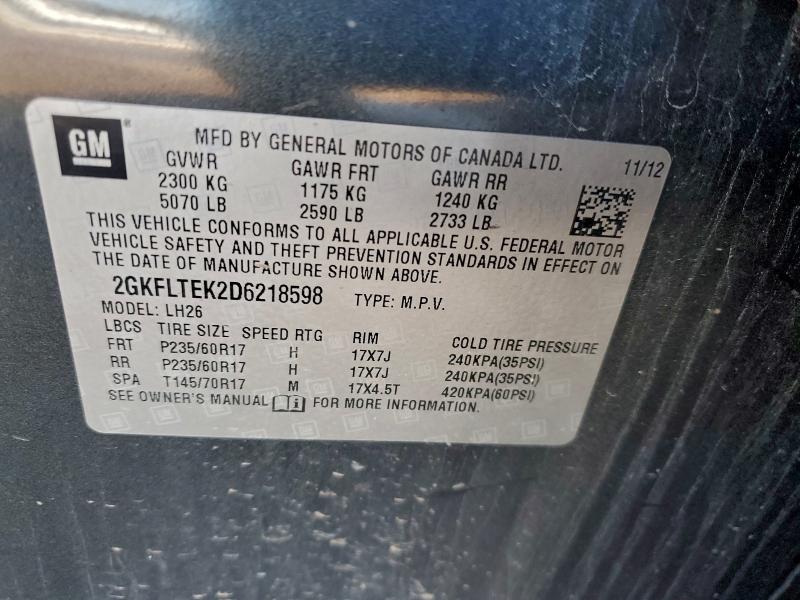 GM®
MFD BY GENERAL MOTORS OF CANADA LTD. 11/12
GVWR GAWR FRT GAWR RR
2300 KG 1175 KG 1240 KG
5070 LB 2590 LB 2733 LB
THIS VEHICLE CONFORMS TO ALL APPLICABLE U.S. FEDERAL MOTOR
VEHICLE SAFETY AND THEFT PREVENTION STANDARDS IN EFFECT ON
THE DATE OF MANUFACTURE SHOWN ABOVE.
2GKFLTEK2D6218598 TYPE: M.P.V.
MODEL: LH26
LBCS TIRE SIZE SPEED RTG RIM COLD TIRE PRESSURE
FRT P235/60R17 H 17X7J 240KPA(35PSI)
RR P235/60R17 H 17X7J 240KPA(35PSI)
SPA T145/70R17 M 17X4.5T 420KPA(60PSI)
SEE OWNER'S MANUAL FOR MORE INFORMATION.